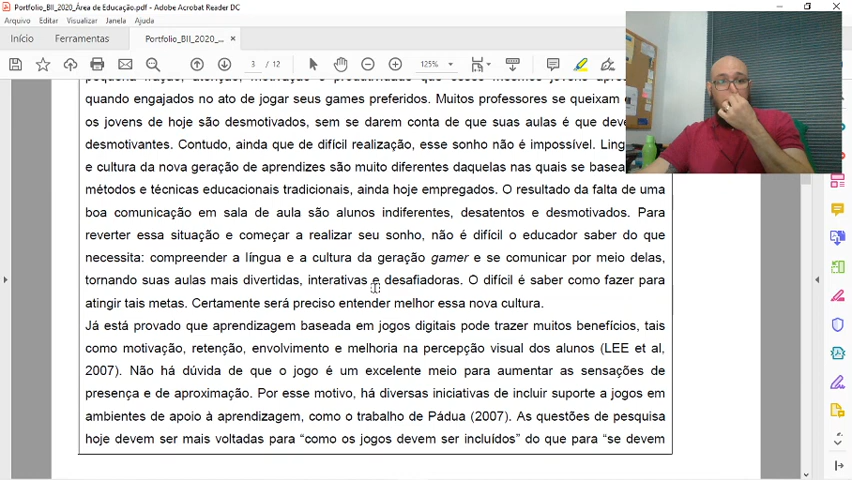 Portfolio_BII_2020_Área de Educação.pdf - Adobe Acrobat Reader DC
Arquivo Editar Visualizar Janela Ajuda
Início Ferramentas Portfolio_BII_2020_... ×
3 / 12 125%
quando engajados no ato de jogar seus games preferidos. Muitos professores se queixam
os jovens de hoje são desmotivados, sem se darem conta de que suas aulas é que
desmotivantes. Contudo, ainda que de difícil realização, esse sonho não é impossível.
e cultura da nova geração de aprendizes são muito diferentes daquelas nas quais se
métodos e técnicas educacionais tradicionais, ainda hoje empregados. O resultado da falta de uma
boa comunicação em sala de aula são alunos indiferentes, desatentos e desmotivados. Para
reverter essa situação e começar a realizar seu sonho, não é difícil o educador saber do que
necessita: compreender a língua e a cultura da geração gamer e se comunicar por meio delas,
tornando suas aulas mais divertidas, interativas e desafiadoras. O difícil é saber como fazer para
atingir tais metas. Certamente será preciso entender melhor essa nova cultura.
Já está provado que aprendizagem baseada em jogos digitais pode trazer muitos benefícios, tais
como motivação, retenção, envolvimento e melhoria na percepção visual dos alunos (LEE et al,
2007). Não há dúvida de que o jogo é um excelente meio para aumentar as sensações de
presença e de aproximação. Por esse motivo, há diversas iniciativas de incluir suporte a jogos em
ambientes de apoio à aprendizagem, como o trabalho de Pádua (2007). As questões de pesquisa
hoje devem ser mais voltadas para “como os jogos devem ser incluídos” do que para “se devem